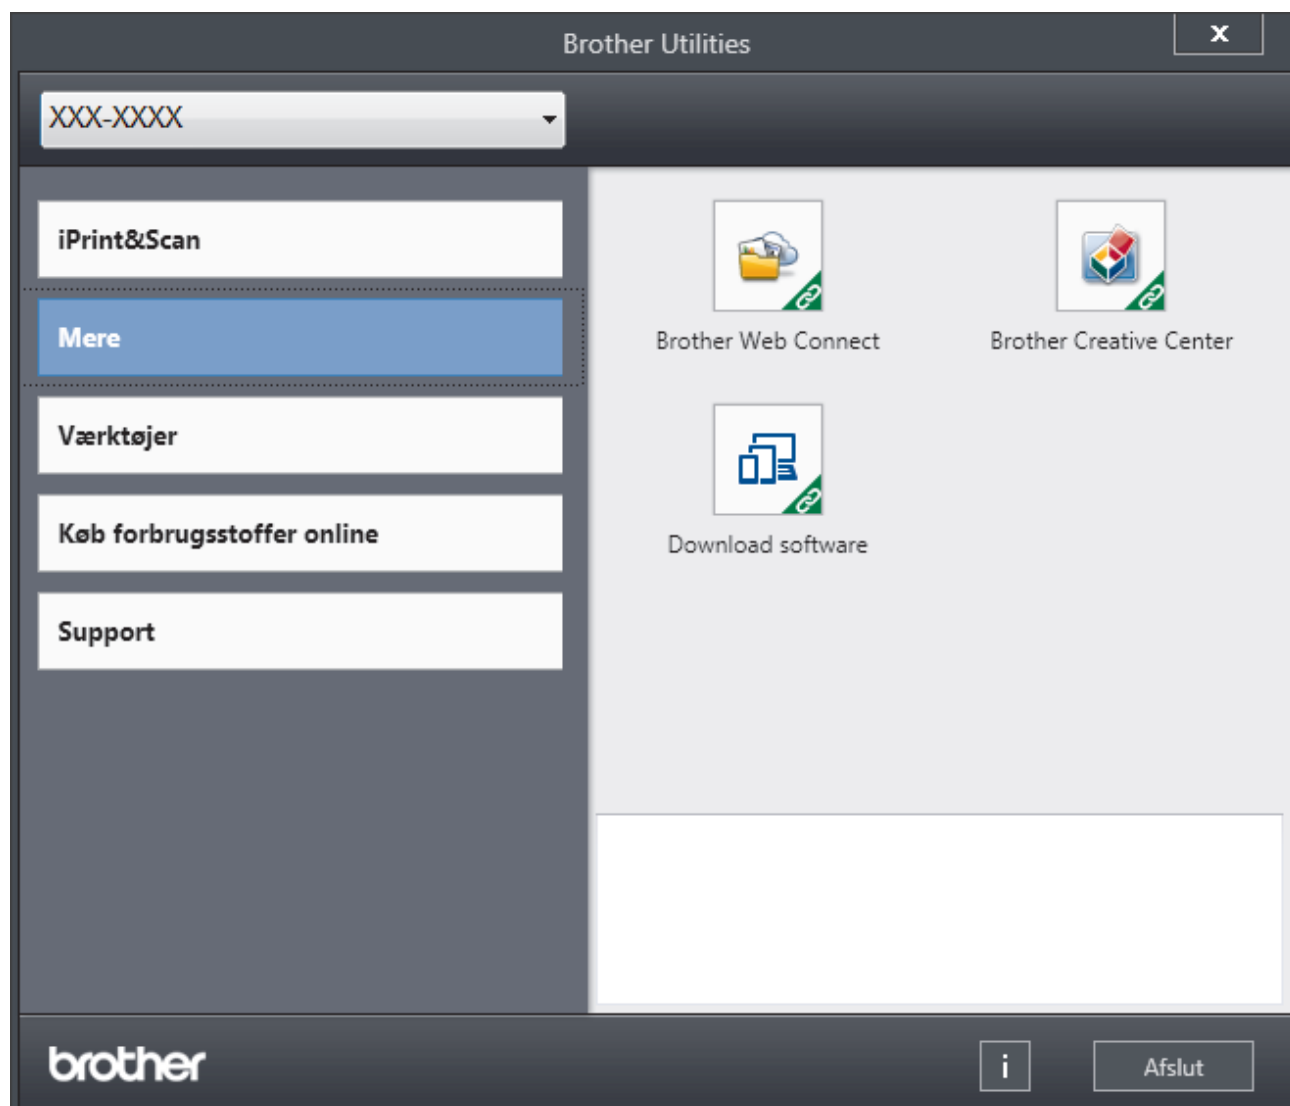 Brother Utilities
x
XXX-XXXX
iPrint&Scan
Mere
Værktøjer
Køb forbrugsstoffer online
Support
Brother Web Connect
Brother Creative Center
Download software
brother
i
Afslut